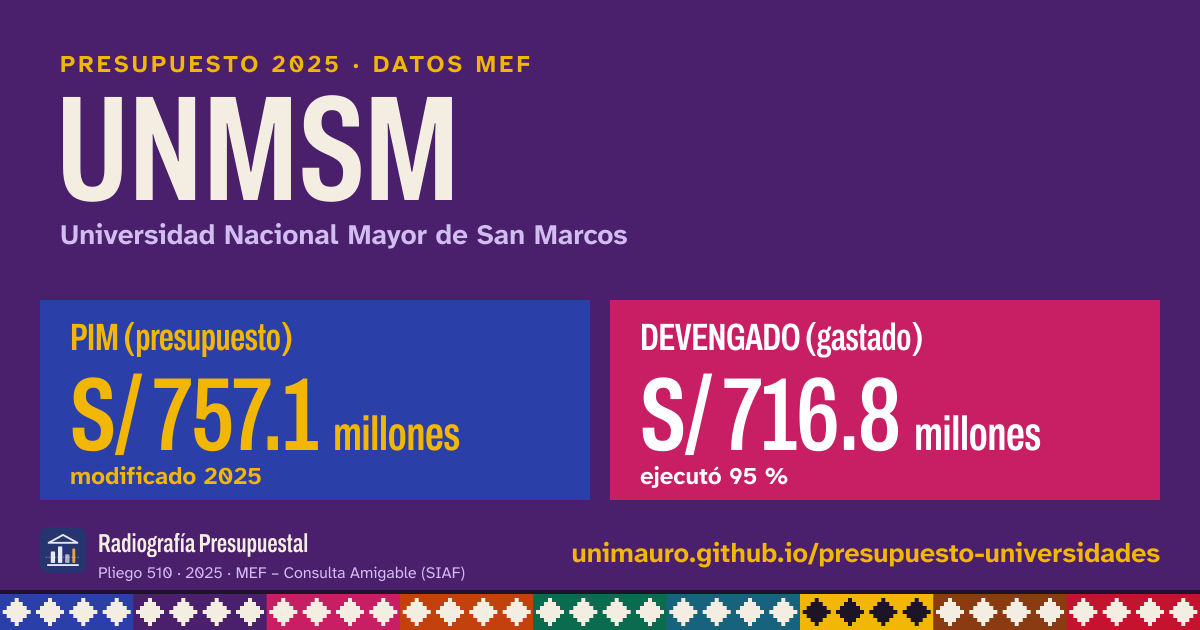 PRESUPUESTO 2025 · DATOS MEF
UNMSM
Universidad Nacional Mayor de San Marcos
PIM (presupuesto)
S/ 757.1 millones
modificado 2025
DEVENGADO (gastado)
S/ 716.8 millones
ejecutó 95 %
Radiografía Presupuestal
Pliego 510 · 2025 · MEF – Consulta Amigable (SIAF)
unimauro.github.io/presupuesto-universidades